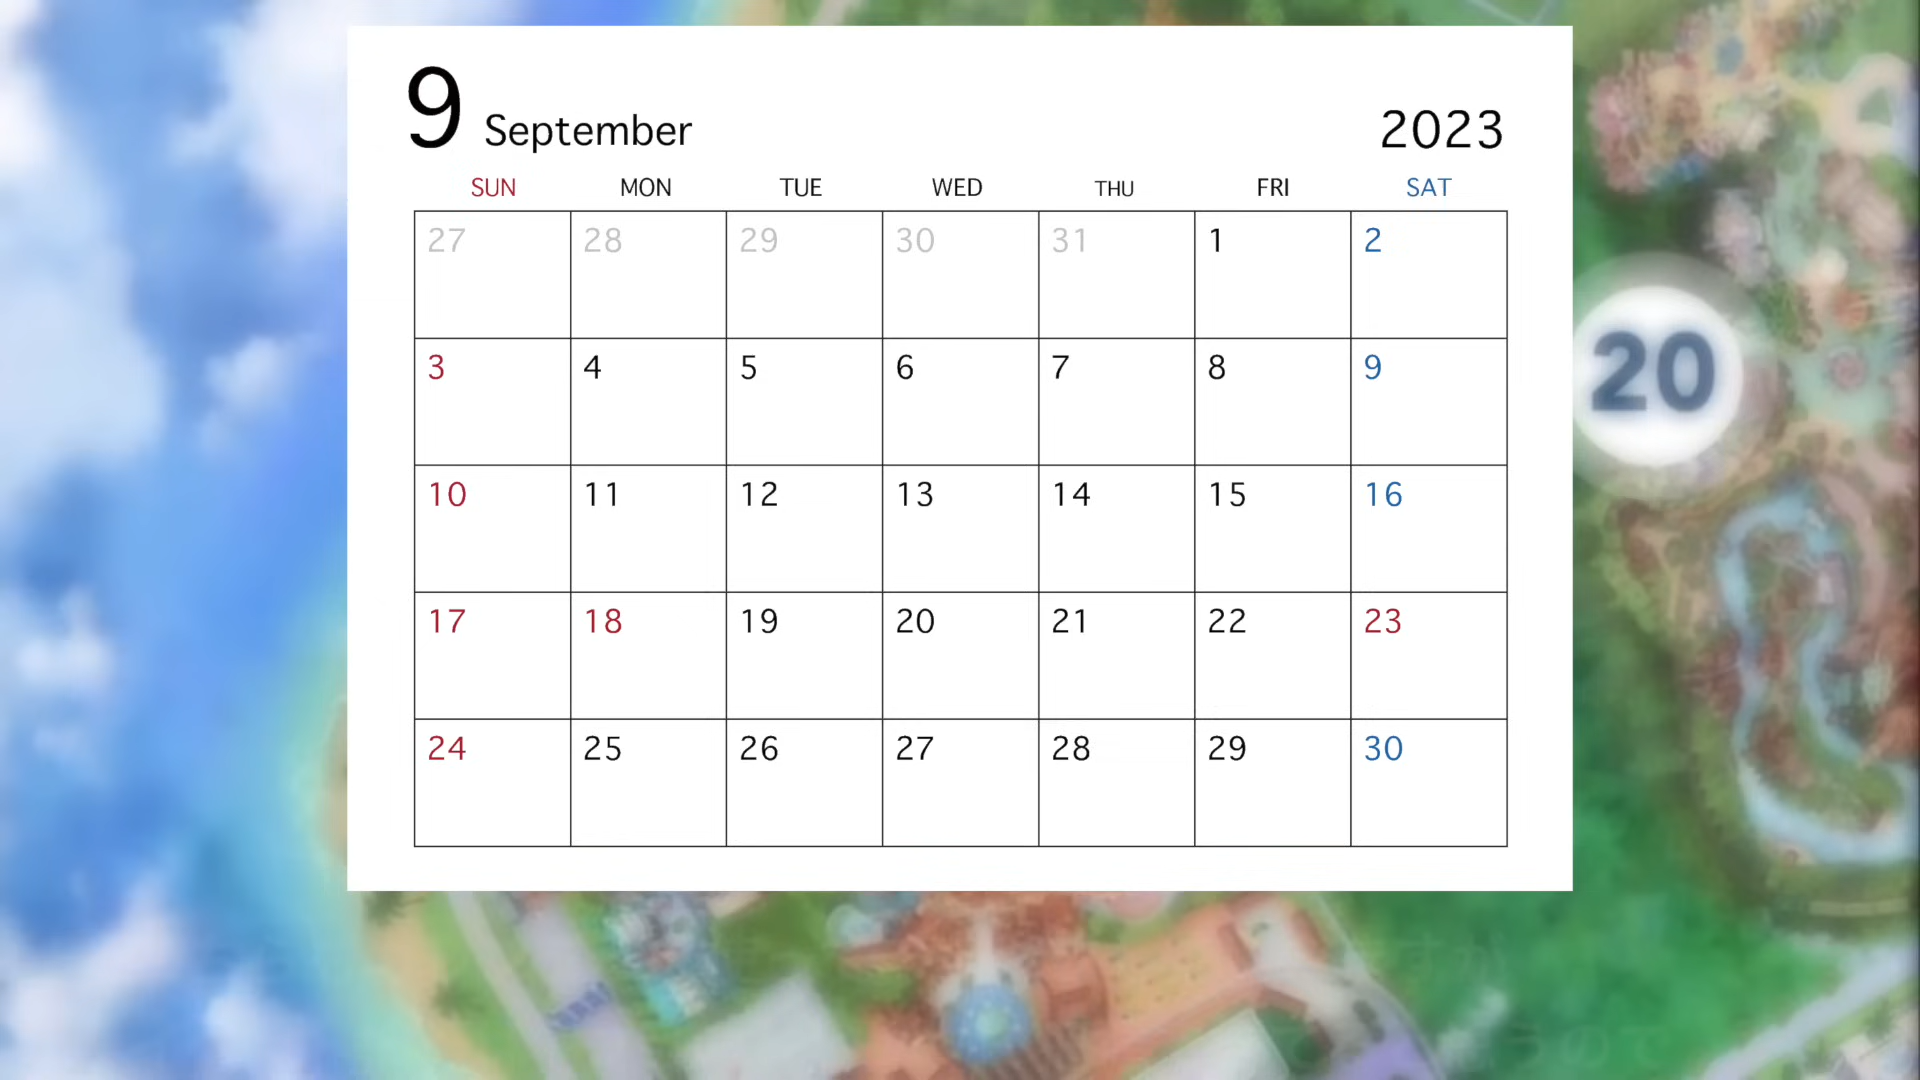 9 September 2023
SUN MON TUE WED THU FRI SAT
27 28 29 30 31 1 2
3 4 5 6 7 8 9
20
10 11 12 13 14 15 16
17 18 19 20 21 22 23
24 25 26 27 28 29 30